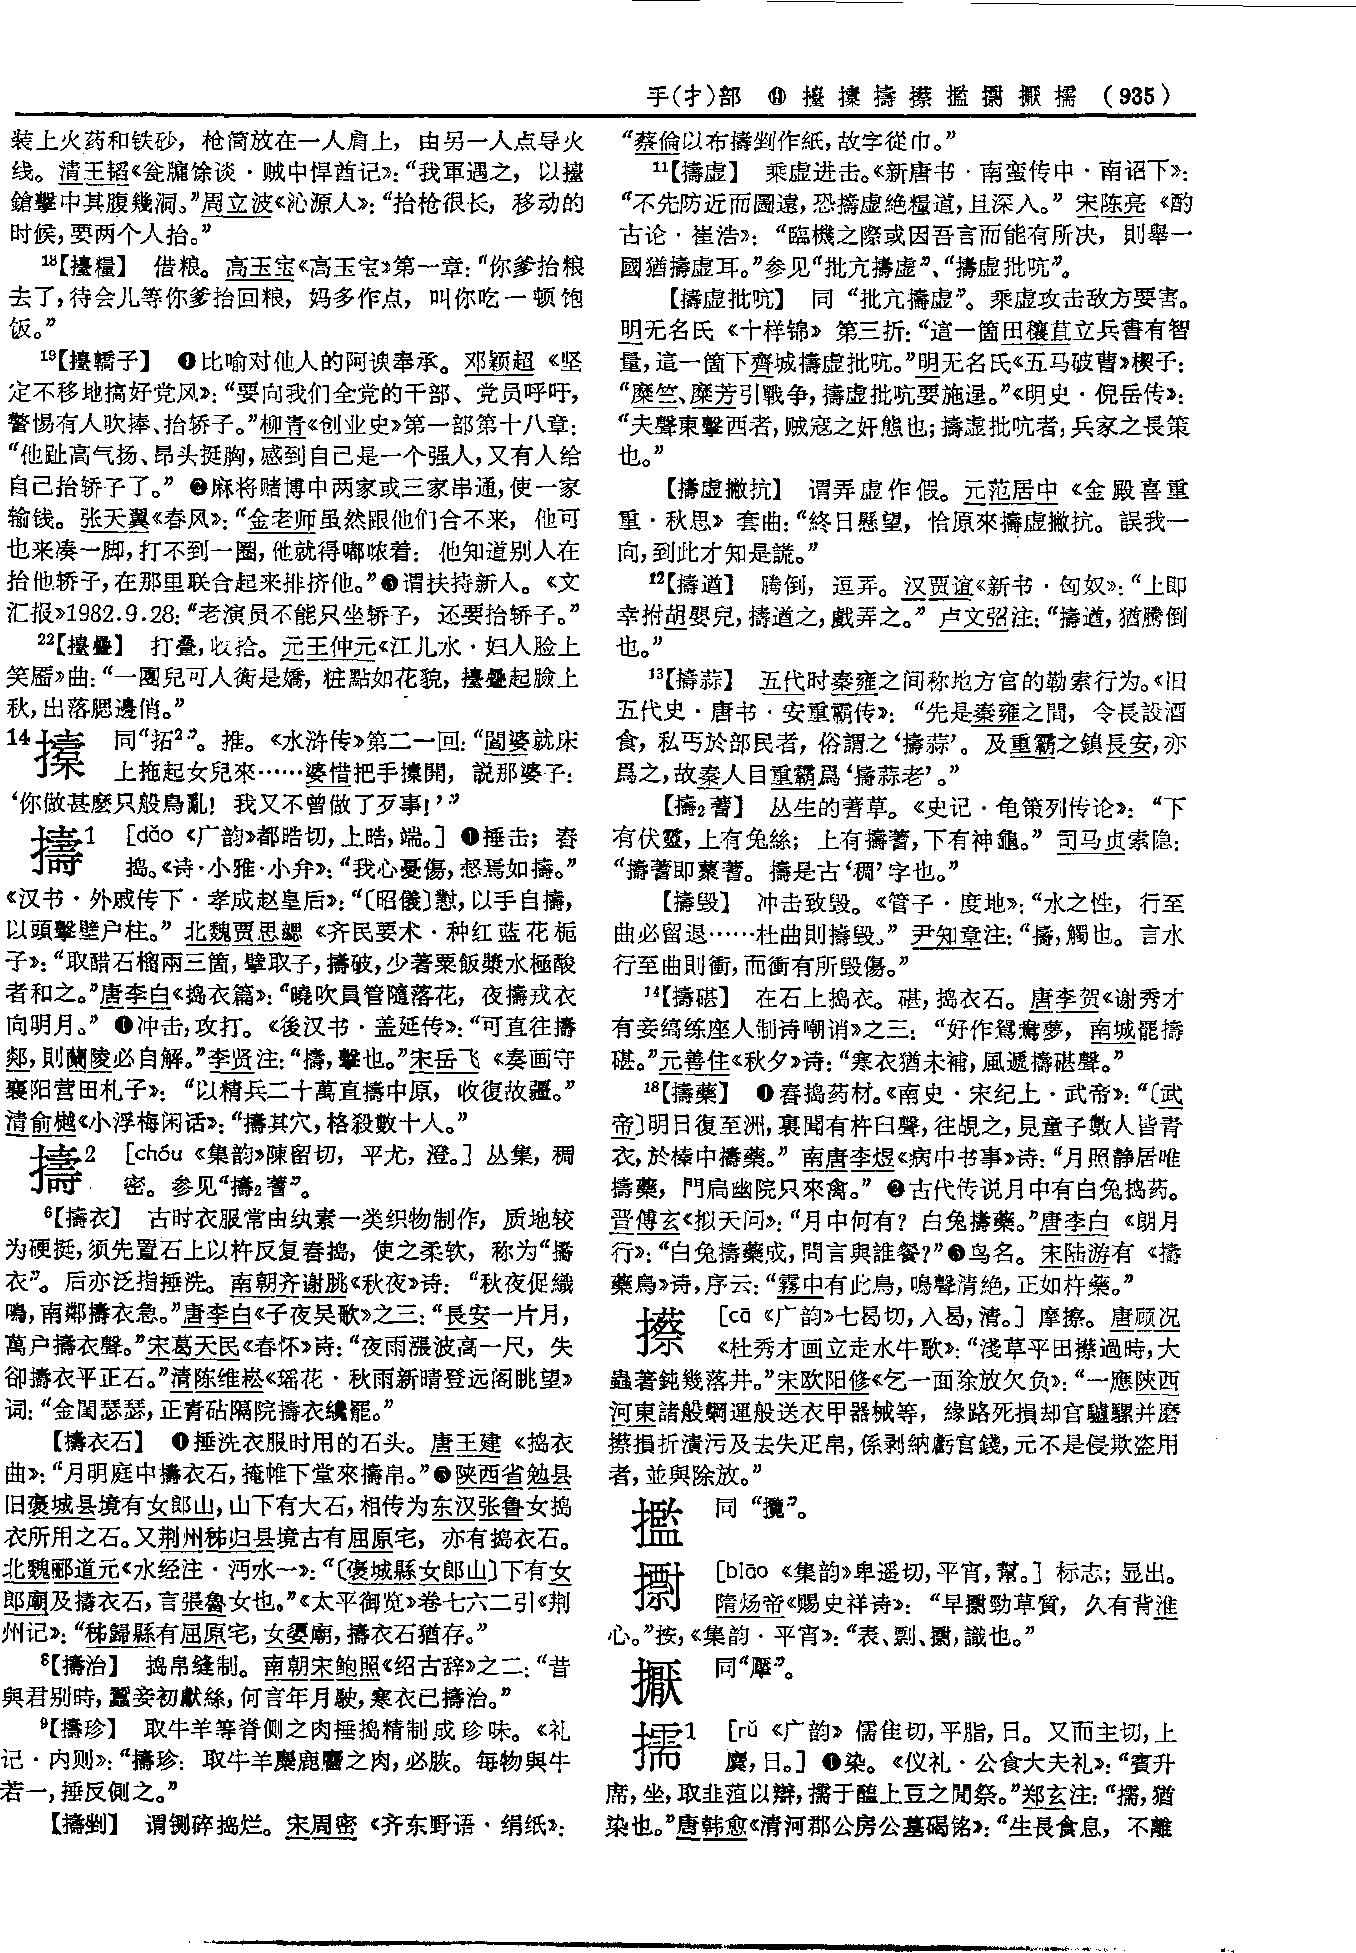 手(扌)部 ⑭ 擡㩲擣攃㩜㩠擫擩 (935)
装上火药和铁砂，枪筒放在一人肩上，由另一人点导火
线。清王韬《瓮牖馀谈·贼中悍酋记》：“我軍遇之，以擡
鎗擊中其腹幾洞。”周立波《沁源人》：“抬枪很长，移动的
时候，要两个人抬。”
18【擡糧】 借粮。高玉宝《高玉宝》第一章：“你爹抬粮
去了，待会儿等你爹抬回粮，妈多作点，叫你吃一顿饱
饭。”
19【擡轎子】 ❶比喻对他人的阿谀奉承。邓颖超《坚
定不移地搞好党风》：“要向我们全党的干部、党员呼吁，
警惕有人吹捧、抬轿子。”柳青《创业史》第一部第十八章：
“他趾高气扬、昂头挺胸，感到自己是一个强人，又有人给
自己抬轿子了。” ❷麻将赌博中两家或三家串通，使一家
输钱。张天翼《春风》：“金老师虽然跟他们合不来，他可
也来凑一脚，打不到一圈，他就得嘟哝着：他知道别人在
抬他轿子，在那里联合起来排挤他。”❸谓扶持新人。《文
汇报》1982.9.28：“老演员不能只坐轿子，还要抬轿子。”
22【擡疊】 打叠，收拾。元王仲元《江儿水·妇人脸上
笑靥》曲：“一團兒可人衠是嬌，粧點如花貌，擡疊起臉上
秋，出落腮邊俏。”
14 同“拓2”。推。《水浒传》第二一回：“閻婆就床
上拖起女兒來……婆惜把手開，説那婆子：
‘你做甚麽只般鳥亂！我又不曾做了歹事！’”
擣1 [dǎo《广韵》都晧切，上晧，端。] ❶捶击；舂
捣。《诗·小雅·小弁》：“我心憂傷，惄焉如擣。”
《汉书·外戚传下·孝成赵皇后》：“〔昭儀〕懟，以手自擣，
以頭擊壁户柱。” 北魏贾思勰《齐民要术·种红蓝花栀
子》：“取醋石榴兩三箇，擘取子，擣破，少著粟飯漿水極酸
者和之。”唐李白《捣衣篇》：“曉吹員管隨落花，夜擣戎衣
向明月。” ❶冲击，攻打。《後汉书·盖延传》：“可直往擣
郯，則蘭陵必自解。”李贤注：“擣，擊也。”宋岳飞《奏画守
襄阳营田札子》：“以精兵二十萬直擣中原，收復故疆。”
清俞樾《小浮梅闲话》：“擣其穴，格殺數十人。”
擣2 [chóu《集韵》陳留切，平尤，澄。] 丛集，稠
密。参见“擣2蓍”。
6【擣衣】 古时衣服常由纨素一类织物制作，质地较
为硬挺，须先置石上以杵反复舂捣，使之柔软，称为“擣
衣”。后亦泛指捶洗。南朝齐谢朓《秋夜》诗：“秋夜促織
鳴，南鄰擣衣急。”唐李白《子夜吴歌》之三：“長安一片月，
萬户擣衣聲。”宋葛天民《春怀》诗：“夜雨漲波高一尺，失
卻擣衣平正石。”清陈维崧《瑶花·秋雨新晴登远阁眺望》
词：“金閨瑟瑟，正青砧隔院擣衣纔罷。”
【擣衣石】 ❶捶洗衣服时用的石头。唐王建《捣衣
曲》：“月明庭中擣衣石，掩帷下堂來擣帛。”❸陕西省勉县
旧褒城县境有女郎山，山下有大石，相传为东汉张鲁女捣
衣所用之石。又荆州秭归县境古有屈原宅，亦有捣衣石。
北魏郦道元《水经注·沔水一》：“〔褒城縣女郎山〕下有女
郎廟及擣衣石，言張魯女也。”《太平御览》卷七六二引《荆
州记》：“秭歸縣有屈原宅，女嬃廟，擣衣石猶存。”
8【擣治】 捣帛缝制。南朝宋鲍照《绍古辞》之二：“昔
與君别時，蠶妾初獻絲，何言年月駛，寒衣已擣治。”
9【擣珍】 取牛羊等脊侧之肉捶捣精制成珍味。《礼
记·内则》：“擣珍：取牛羊麋鹿麕之肉，必脄。每物與牛
若一，捶反側之。”
【擣剉】 谓铡碎捣烂。宋周密《齐东野语·绢纸》：
“蔡倫以布擣剉作紙，故字從巾。”
11【擣虚】 乘虚进击。《新唐书·南蛮传中·南诏下》：
“不先防近而圖遠，恐擣虚絶糧道，且深入。” 宋陈亮《酌
古论·崔浩》：“臨機之際或因吾言而能有所决，則舉一
國猶擣虚耳。”参见“批亢擣虚”、“擣虚批吭”。
【擣虚批吭】 同“批亢擣虚”。乘虚攻击敌方要害。
明无名氏《十样锦》第三折：“這一箇田穰苴立兵書有智
量，這一箇下齊城擣虚批吭。”明无名氏《五马破曹》楔子：
“糜竺、糜芳引戰争，擣虚批吭要施逞。”《明史·倪岳传》：
“夫聲東擊西者，贼寇之奸態也；擣虚批吭者，兵家之長策
也。”
【擣虚撇抗】 谓弄虚作假。元范居中《金殿喜重
重·秋思》套曲：“終日懸望，恰原來擣虚撇抗。誤我一
向，到此才知是謊。”
12【擣道】 腾倒，逗弄。汉贾谊《新书·匈奴》：“上即
幸拊胡嬰兒，擣道之，戲弄之。” 卢文弨注：“擣道，猶騰倒
也。”
13【擣蒜】 五代时秦雍之间称地方官的勒索行为。《旧
五代史·唐书·安重霸传》：“先是秦雍之間，令長設酒
食，私丐於部民者，俗謂之‘擣蒜’。及重霸之鎮長安，亦
爲之，故秦人目重霸爲‘擣蒜老’。”
【擣2蓍】 丛生的蓍草。《史记·龟策列传论》：“下
有伏靈，上有兔絲；上有擣蓍，下有神龜。” 司马贞索隐：
“擣蓍即藂蓍。擣是古‘稠’字也。”
【擣毁】 冲击致毁。《管子·度地》：“水之性，行至
曲必留退……杜曲則擣毁。” 尹知章注：“擣，觸也。言水
行至曲則衝，而衝有所毁傷。”
14【擣碪】 在石上捣衣。碪，捣衣石。唐李贺《谢秀才
有妾缟练座人制诗嘲诮》之三：“好作鴛鴦夢，南城罷擣
碪。”元善住《秋夕》诗：“寒衣猶未補，風遞擣碪聲。”
18【擣藥】 ❶舂捣药材。《南史·宋纪上·武帝》：“〔武
帝〕明日復至洲，裏聞有杵臼聲，往覘之，見童子數人皆青
衣，於榛中擣藥。” 南唐李煜《病中书事》诗：“月照静居唯
擣藥，門扃幽院只來禽。” ❷古代传说月中有白兔捣药。
晋傅玄《拟天问》：“月中何有？白兔擣藥。”唐李白《朗月
行》：“白兔擣藥成，問言與誰餐？”❸鸟名。宋陆游有《擣
藥鳥》诗，序云：“霧中有此鳥，鳴聲清絶，正如杵藥。”
攃 [cā《广韵》七曷切，入曷，清。] 摩擦。唐顾况
《杜秀才画立走水牛歌》：“淺草平田攃過時，大
蟲著鈍幾落井。”宋欧阳修《乞一面除放欠负》：“一應陝西
河東諸般輞運般送衣甲器械等，緣路死損却官驢騾并磨
攃損折漬污及去失疋帛，係剥納虧官錢，元不是侵欺盗用
者，並與除放。”
㩜 同“攬”。
㩠 [biāo《集韵》卑遥切，平宵，幫。] 标志；显出。
隋炀帝《赐史祥诗》：“早㩠勁草質，久有背淮
心。”按，《集韵·平宵》：“表、剽、㩠，識也。”
擫 同“擪”。
擩1 [rǔ《广韵》儒隹切，平脂，日。又而主切，上
麌，日。] ❶染。《仪礼·公食大夫礼》：“賓升
席，坐，取韭菹以辯，擩于醢上豆之閒祭。”郑玄注：“擩，猶
染也。”唐韩愈《清河郡公房公墓碣铭》：“生長食息，不離